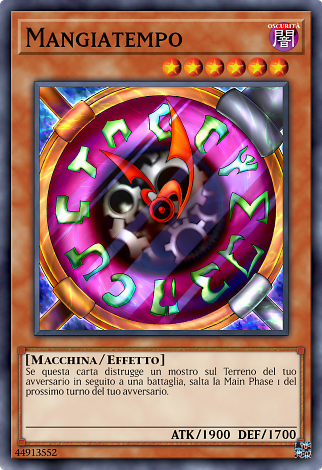 Mangiatempo
OSCURITÀ
闇
[Macchina/Effetto]
Se questa carta distrugge un mostro sul Terreno del tuo
avversario in seguito a una battaglia, salta la Main Phase 1 del
prossimo turno del tuo avversario.
ATK/1900 DEF/1700
44913552